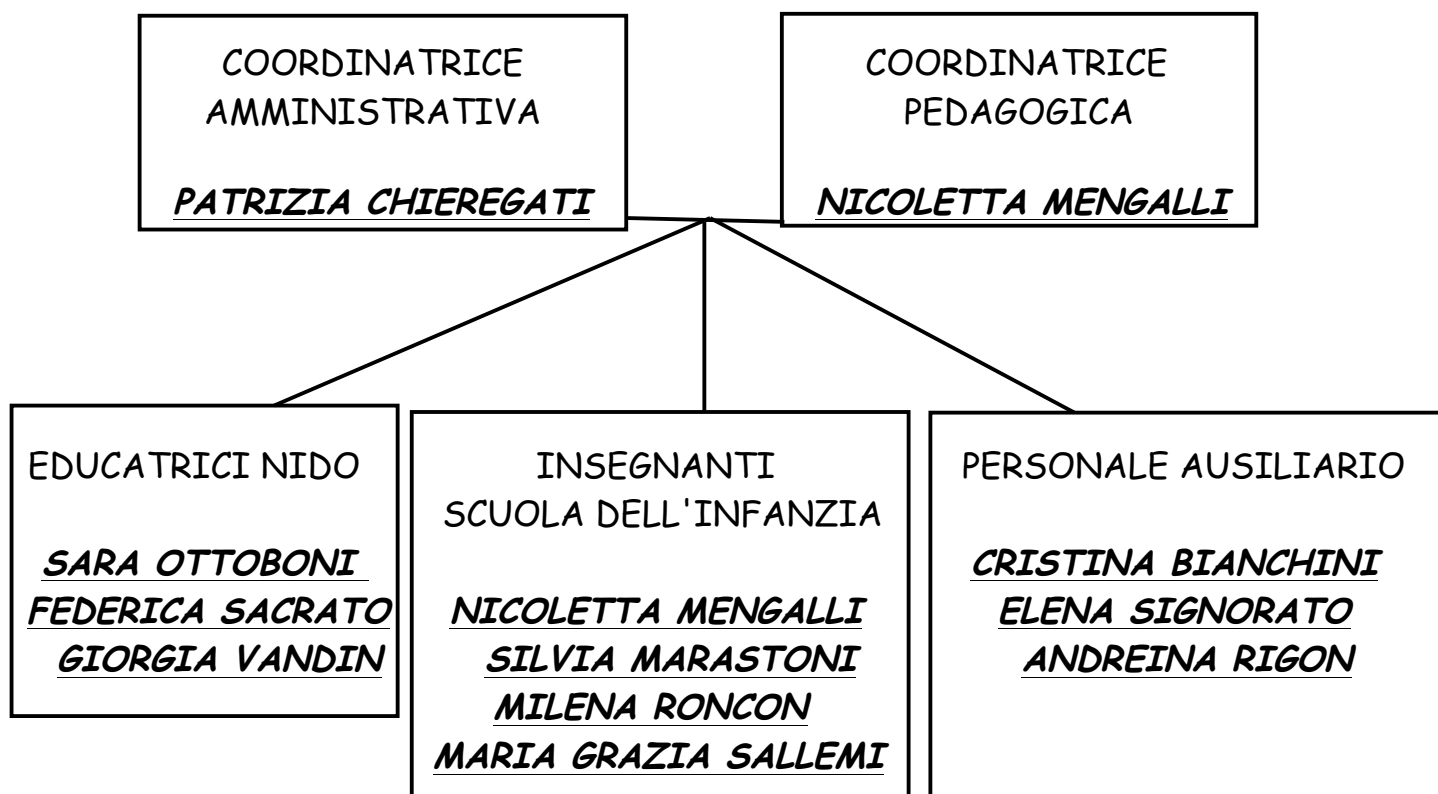 COORDINATRICE
AMMINISTRATIVA
PATRIZIA CHIEREGATI
COORDINATRICE
PEDAGOGICA
NICOLETTA MENGALLI
EDUCATRICI NIDO
SARA OTTOBONI
FEDERICA SACRATO
GIORGIA VANDIN
INSEGNANTI
SCUOLA DELL'INFANZIA
NICOLETTA MENGALLI
SILVIA MARASTONI
MILENA RONCON
MARIA GRAZIA SALLEMI
PERSONALE AUSILIARIO
CRISTINA BIANCHINI
ELENA SIGNORATO
ANDREINA RIGON